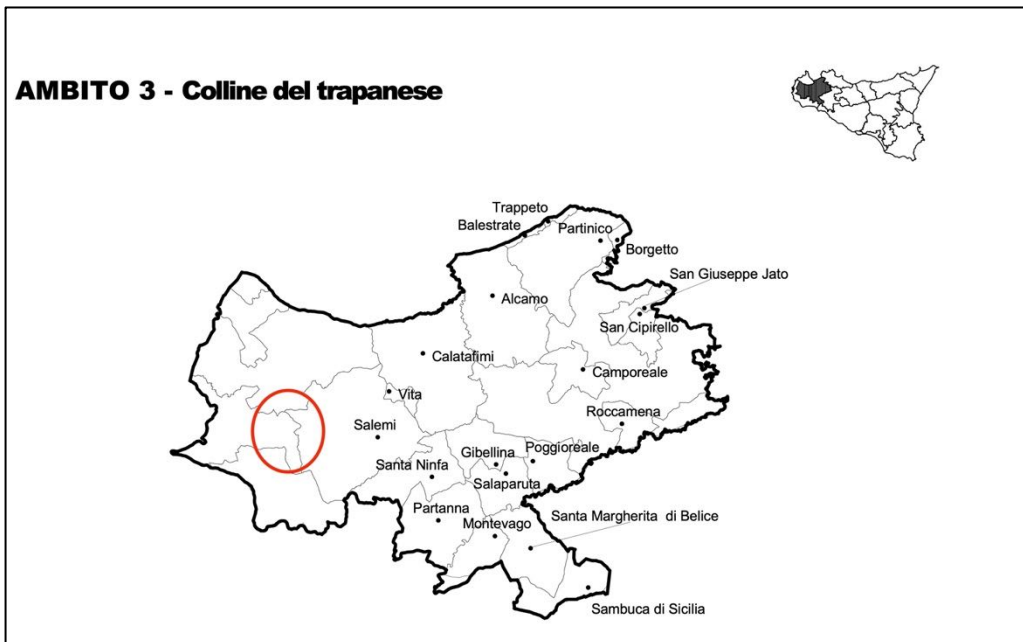 AMBITO 3 - Colline del trapanese
Trappeto
Balestrate
Partinico
Borgetto
San Giuseppe Jato
Alcamo
San Cipirello
Calatafimi
Camporeale
Vita
Roccamena
Salemi
Gibellina
Poggioreale
Santa Ninfa
Salaparuta
Partanna
Montevago
Santa Margherita di Belice
Sambuca di Sicilia